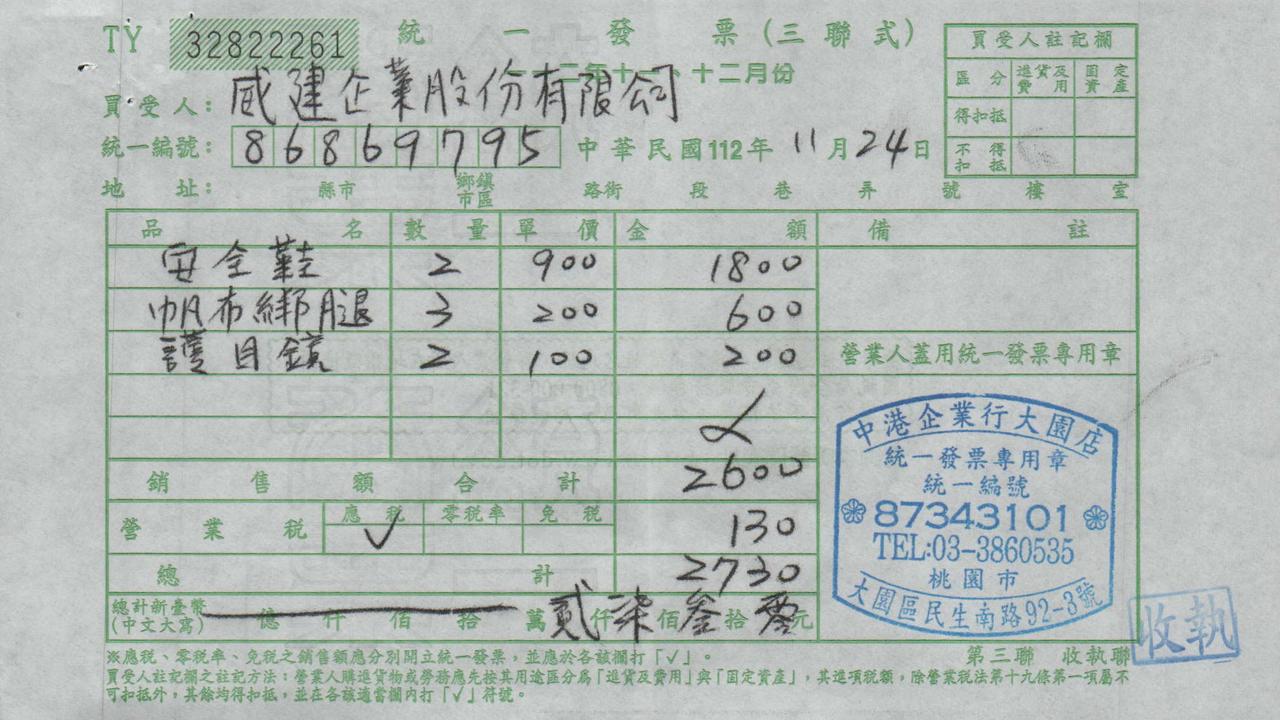 TY 32822261 統一發票(三聯式)
一一二年十一、十二月份
買受人: 威建企業股份有限公司
統一編號: 86869795 中華民國112年 11月24日
地址: 縣市 鄉鎮市區 路街 段 巷 弄 號 樓 室
買受人註記欄
區分 進貨及費用 固定資產
得扣抵
不得扣抵
品名 數量 單價 金額 備註
安全鞋 2 900 1800
帆布綁腿 3 200 600
護目鏡 2 100 200
營業人蓋用統一發票專用章
銷售額合計 2600
營業稅 應稅 零稅率 免稅
✓ 130
總計 2730
總計新臺幣(中文大寫) 億仟佰拾萬貳仟柒佰參拾零元
中港企業行大園店
統一發票專用章
統一編號
87343101
TEL:03-3860535
桃園市
大園區民生南路92-3號
第三聯 收執聯
收執
※應稅、零稅率、免稅之銷售額應分別開立統一發票,並應於各該欄打「✓」。
買受人註記欄之註記方法:營業人購進貨物或勞務應先按其用途區分為「進貨及費用」與「固定資產」,其進項稅額,除營業稅法第十九條第一項屬不
可扣抵外,其餘均得扣抵,並在各該適當欄內打「✓」符號。